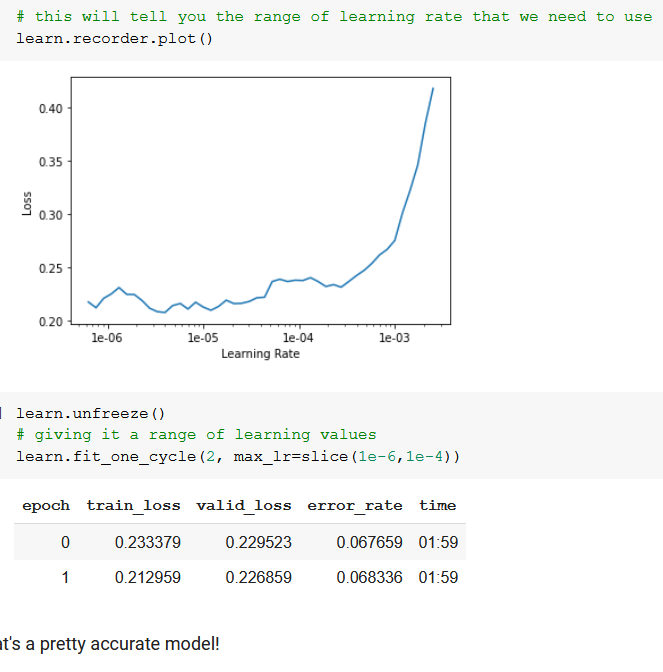 # this will tell you the range of learning rate that we need to use
learn.recorder.plot()
0.40
0.35
0.30
0.25
0.20
Loss
1e-06 1e-05 1e-04 1e-03
Learning Rate
learn.unfreeze()
# giving it a range of learning values
learn.fit_one_cycle(2, max_lr=slice(1e-6,1e-4))
epoch train_loss valid_loss error_rate time
0 0.233379 0.229523 0.067659 01:59
1 0.212959 0.226859 0.068336 01:59
at's a pretty accurate model!